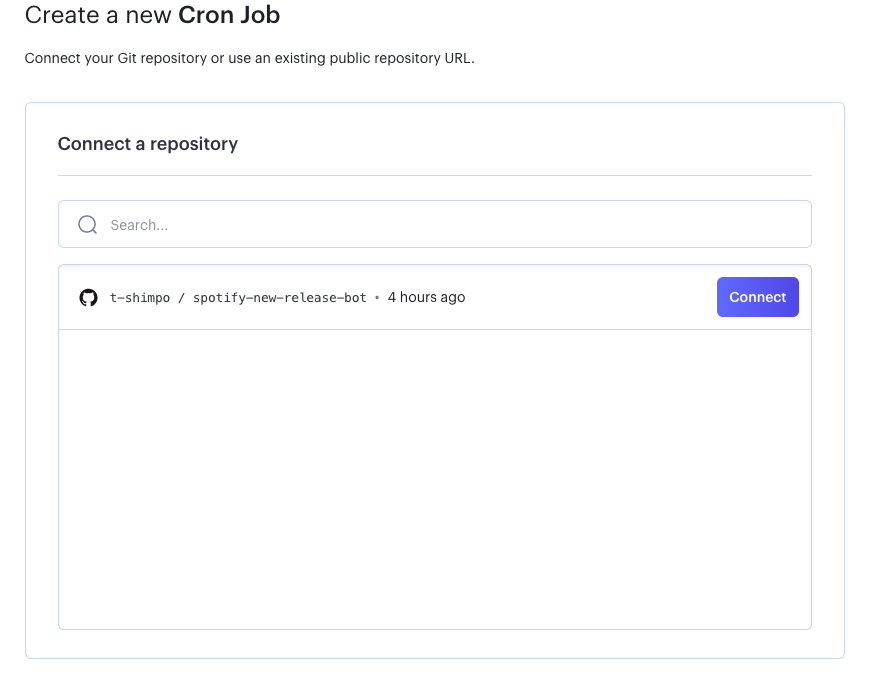 Create a new Cron Job
Connect your Git repository or use an existing public repository URL.
Connect a repository
Search...
t-shimpo / spotify-new-release-bot • 4 hours ago
Connect